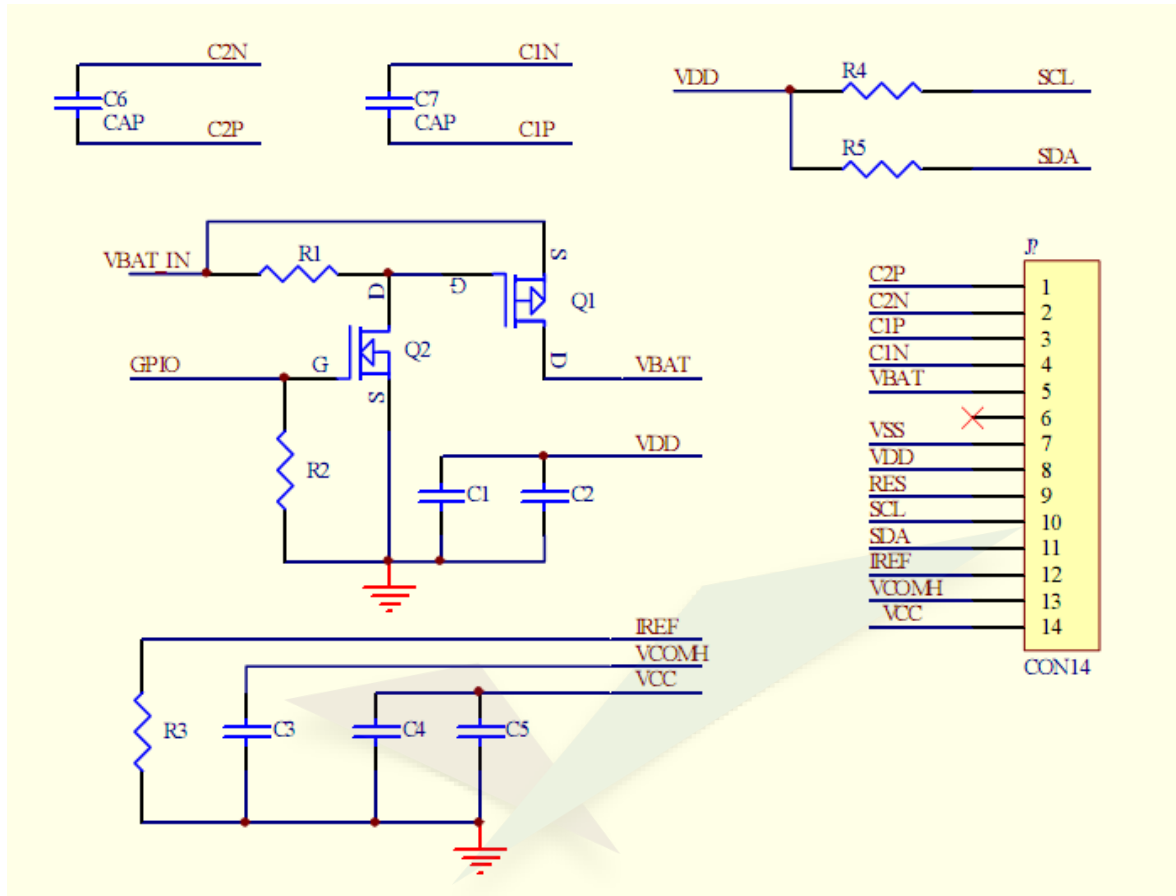 C2N
C6
CAP
C2P
C1N
C7
CAP
C1P
VDD
R4
SCL
R5
SDA
VBAT_IN
R1
S
G
D
Q1
D
VBAT
GPIO
G
Q2
S
R2
VDD
C1
C2
IREF
VCOMH
VCC
R3
C3
C4
C5
J?
C2P 1
C2N 2
C1P 3
C1N 4
VBAT 5
6
VSS 7
VDD 8
RES 9
SCL 10
SDA 11
IREF 12
VCOMH 13
VCC 14
CON14